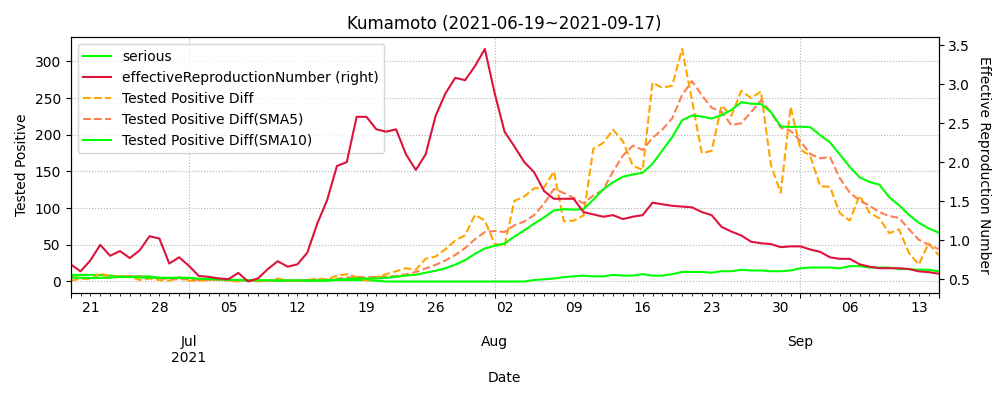 Kumamoto (2021-06-19~2021-09-17)
serious
effectiveReproductionNumber (right)
Tested Positive Diff
Tested Positive Diff(SMA5)
Tested Positive Diff(SMA10)
Tested Positive
300
250
200
150
100
50
0
3.5
3.0
2.5
2.0
1.5
1.0
0.5
Effective Reproduction Number
21 28 05 12 19 26 02 09 16 23 30 06 13
Jul Aug Sep
2021
Date